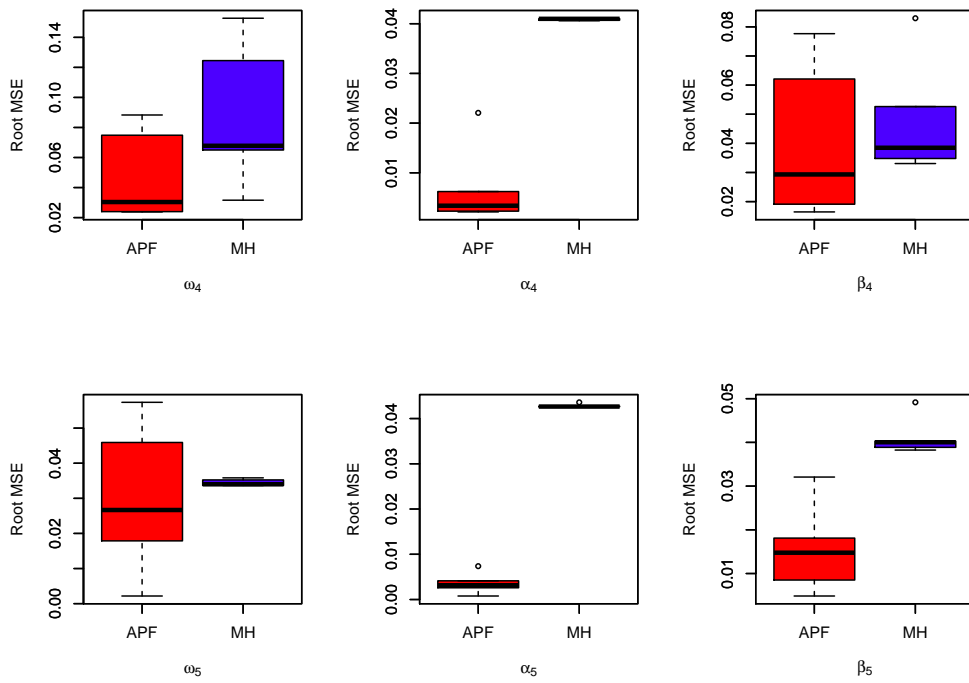 Root MSE
0.02 0.06 0.10 0.14
APF MH
ω4
Root MSE
0.01 0.02 0.03 0.04
APF MH
α4
Root MSE
0.02 0.04 0.06 0.08
APF MH
β4
Root MSE
0.00 0.02 0.04
APF MH
ω5
Root MSE
0.00 0.01 0.02 0.03 0.04
APF MH
α5
Root MSE
0.01 0.03 0.05
APF MH
β5